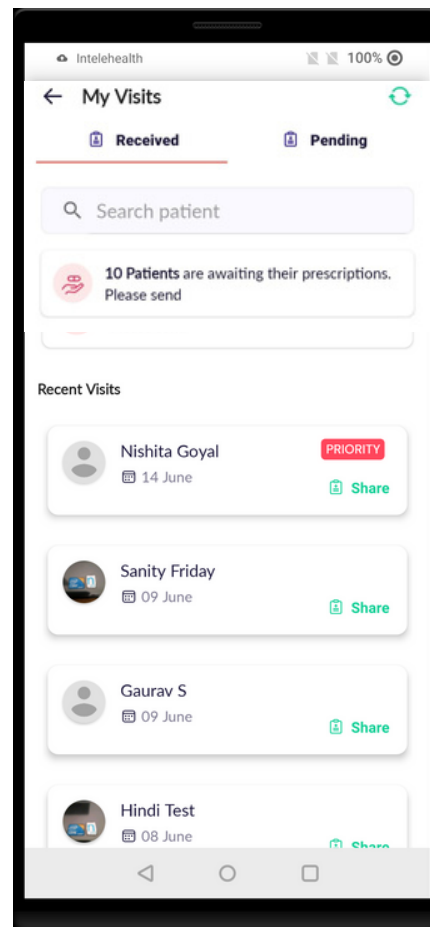 Intelehealth 100%
My Visits
Received Pending
Search patient
10 Patients are awaiting their prescriptions.
Please send
Recent Visits
Nishita Goyal PRIORITY
14 June
Share
Sanity Friday
09 June
Share
Gaurav S
09 June
Share
Hindi Test
08 June
Share